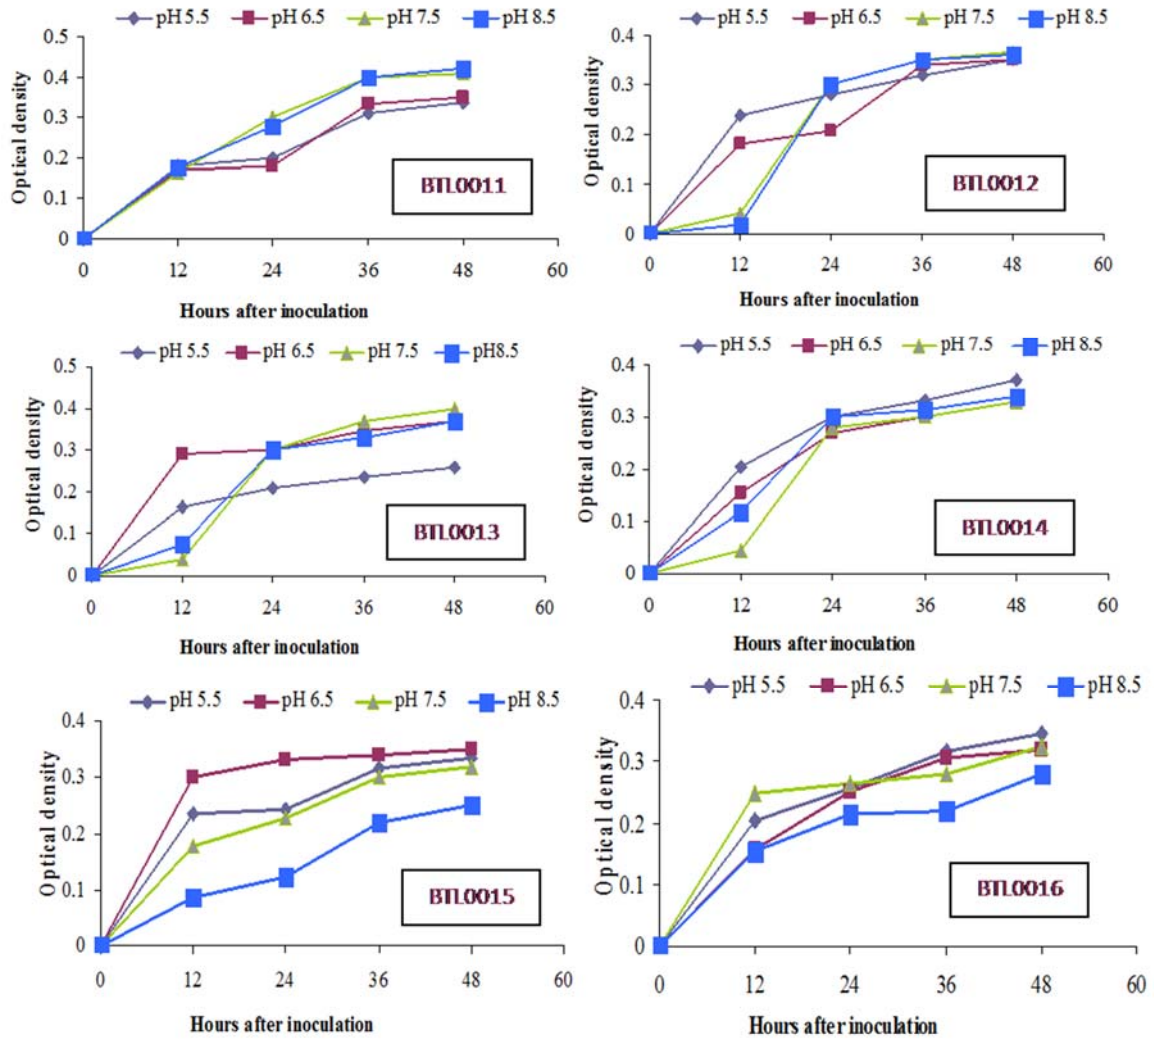 pH 5.5 pH 6.5 pH 7.5 pH 8.5
Optical density
0.5
0.4
0.3
0.2
0.1
0
BTL0011
0 12 24 36 48 60
Hours after inoculation
pH 5.5 pH 6.5 pH 7.5 pH 8.5
Optical density
0.4
0.3
0.2
0.1
0
BTL0012
0 12 24 36 48 60
Hours after inoculation
pH 5.5 pH 6.5 pH 7.5 pH8.5
Optical density
0.5
0.4
0.3
0.2
0.1
0
BTL0013
0 12 24 36 48 60
Hours after inoculation
pH 5.5 pH 6.5 pH 7.5 pH 8.5
Optical density
0.4
0.3
0.2
0.1
0
BTL0014
0 12 24 36 48 60
Hours after inoculation
pH 5.5 pH 6.5 pH 7.5 pH 8.5
Optical density
0.4
0.3
0.2
0.1
0
BTL0015
0 12 24 36 48 60
Hours after inoculation
pH 5.5 pH 6.5 pH 7.5 pH 8.5
Optical density
0.4
0.3
0.2
0.1
0
BTL0016
0 12 24 36 48 60
Hours after inoculation